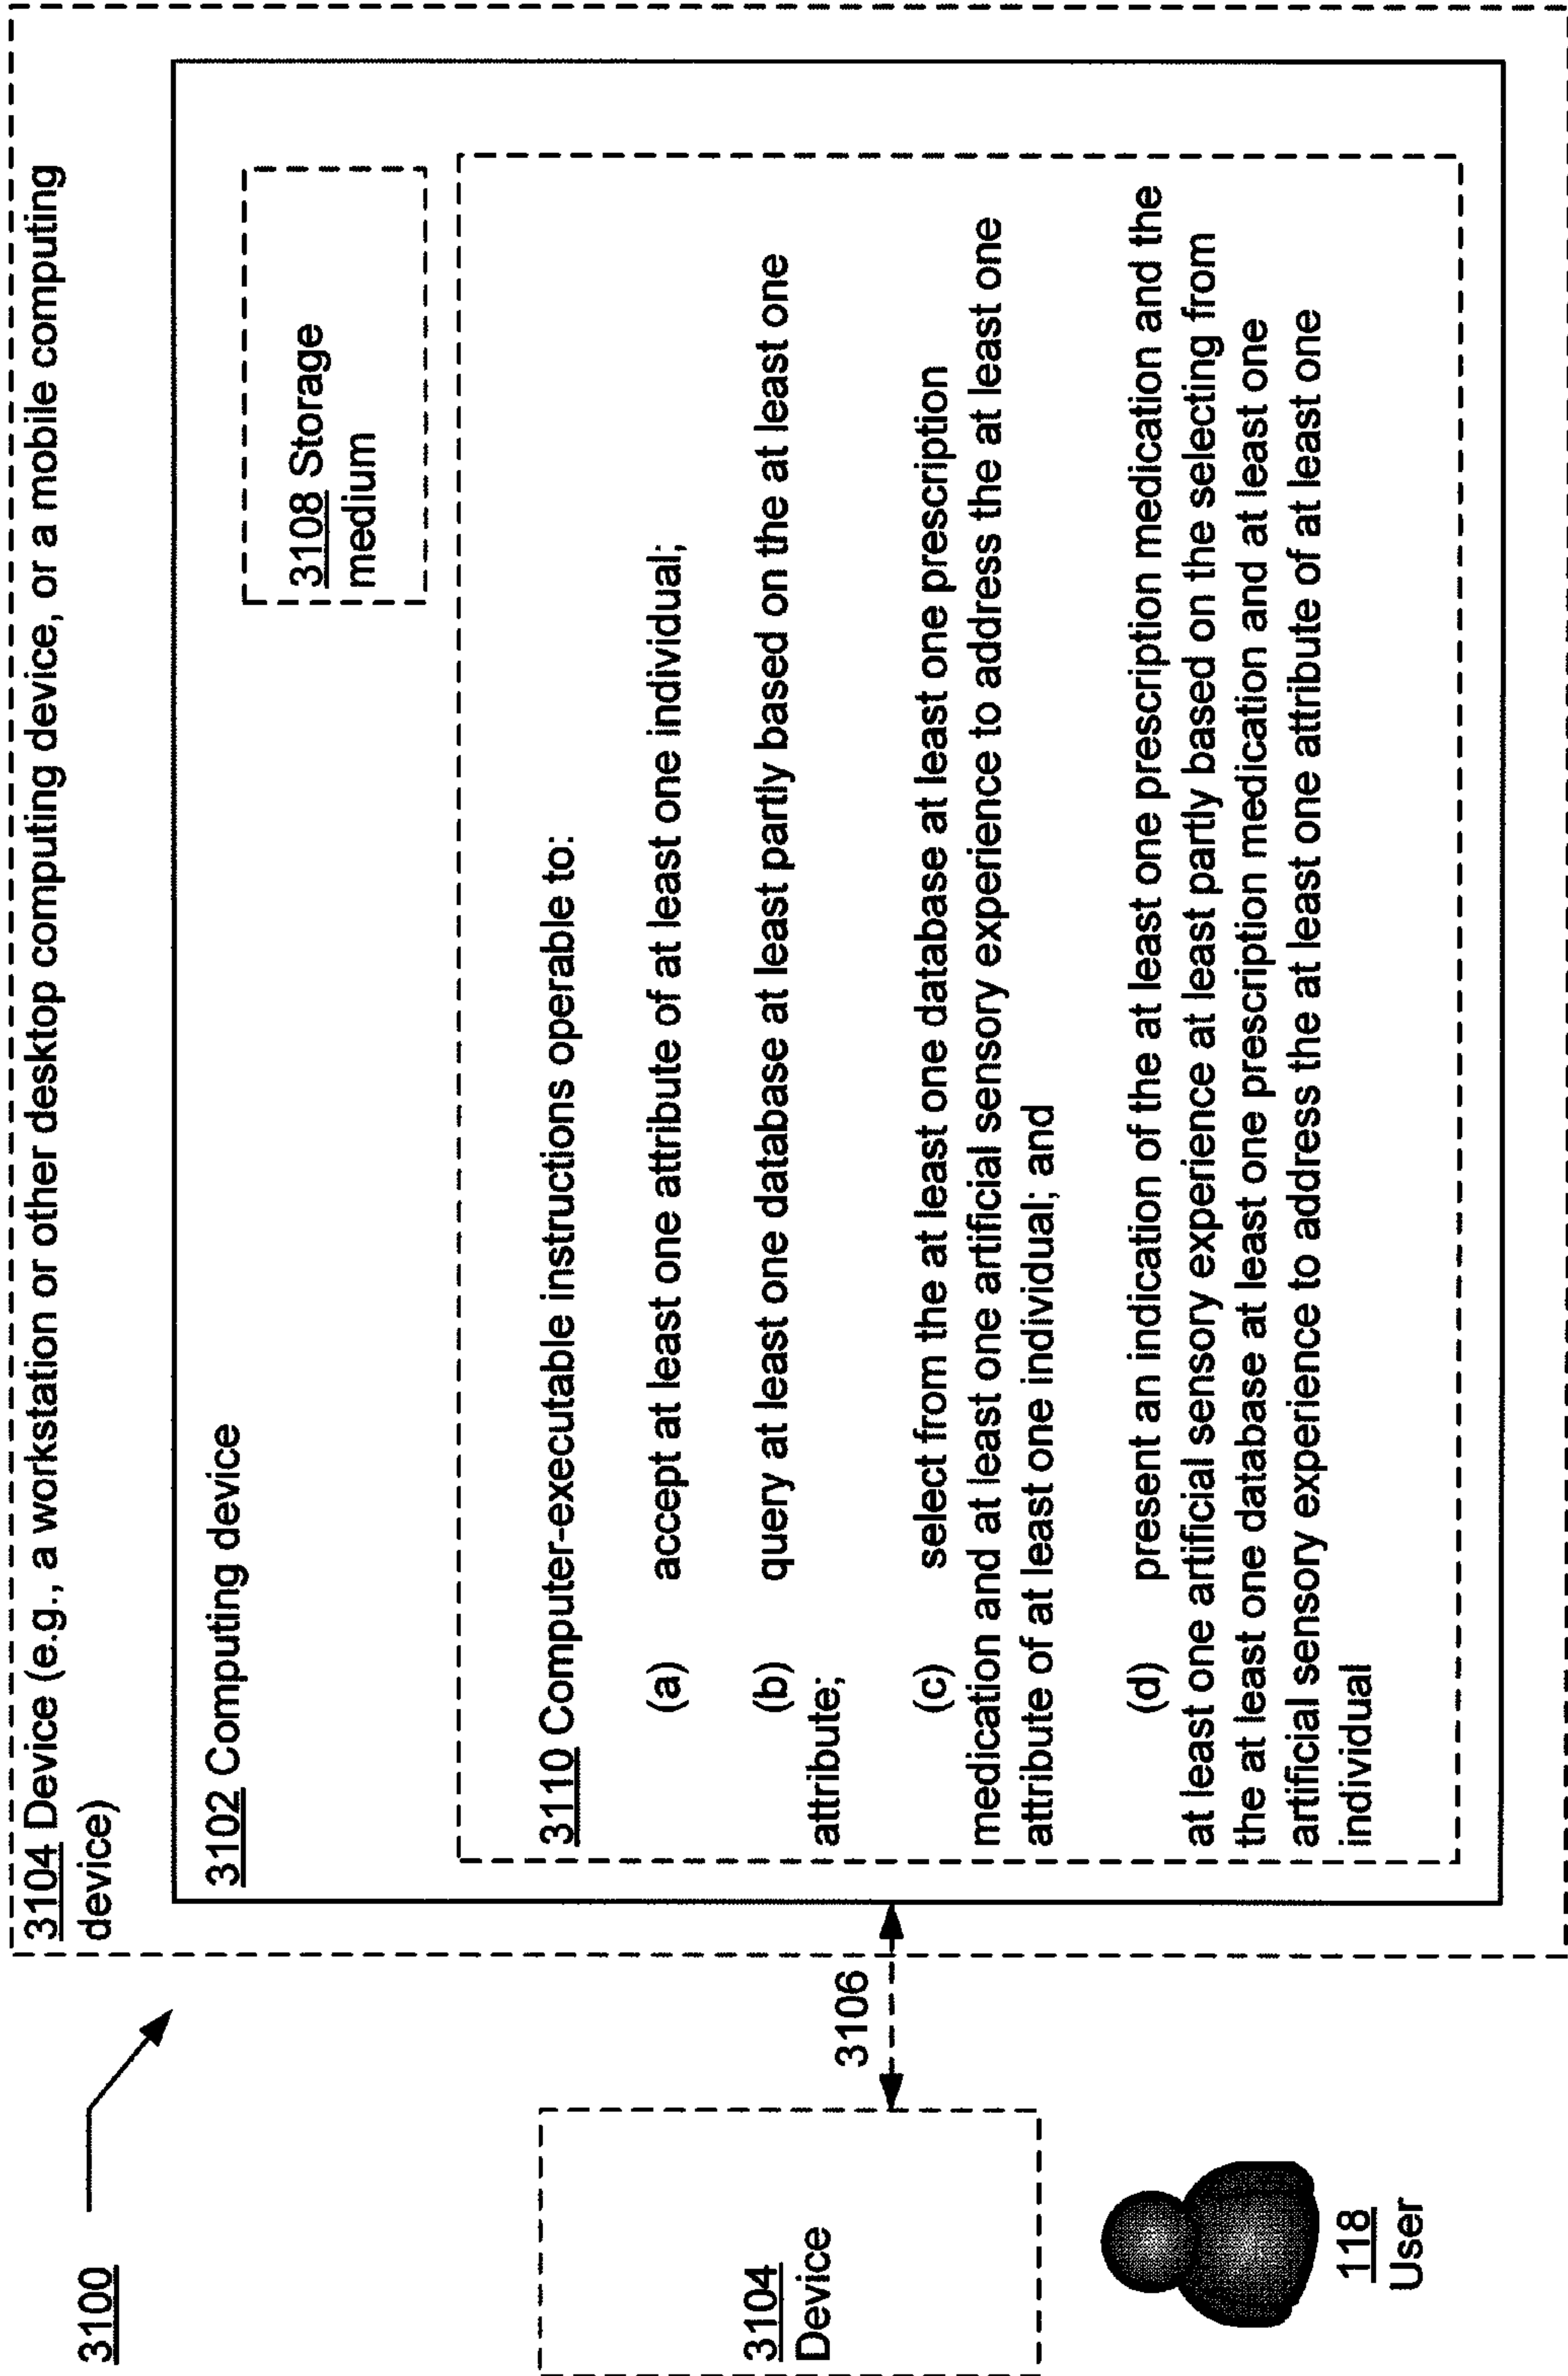 3100
3104 Device (e.g., a workstation or other desktop computing device, or a mobile computing
device)
3102 Computing device
3108 Storage
medium
3110 Computer-executable instructions operable to:
(a) accept at least one attribute of at least one individual;
(b) query at least one database at least partly based on the at least one
attribute;
(c) select from the at least one database at least one prescription
medication and at least one artificial sensory experience to address the at least one
attribute of at least one individual; and
(d) present an indication of the at least one prescription medication and the
at least one artificial sensory experience at least partly based on the selecting from
the at least one database at least one prescription medication and at least one
artificial sensory experience to address the at least one attribute of at least one
individual
3106
3104
Device
118
User